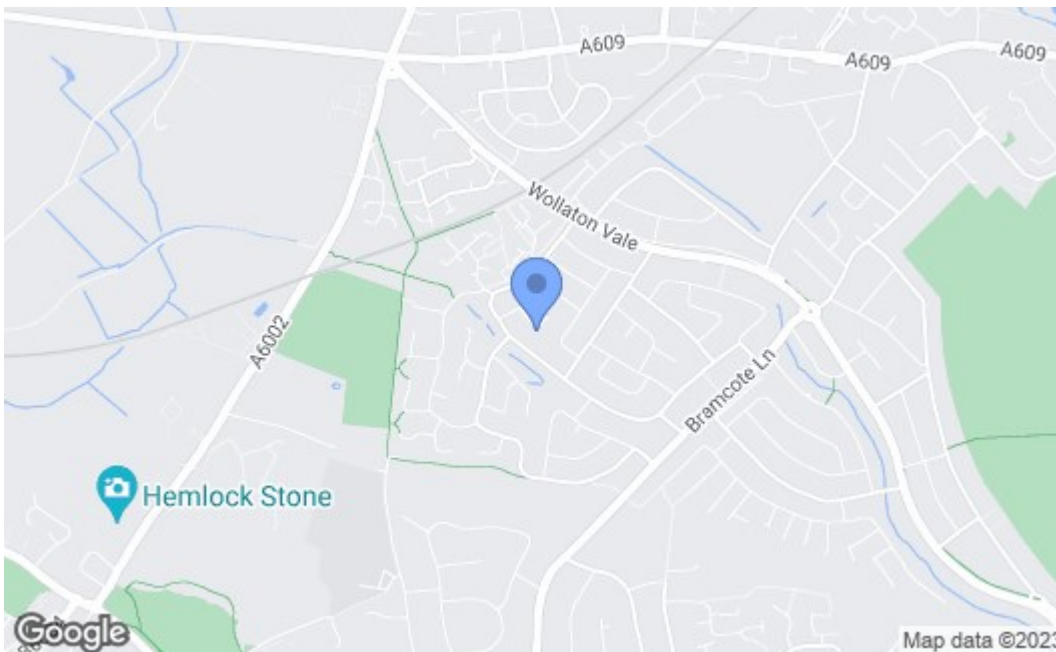 A609
A609
A609
Wollaton Vale
A6002
Bramcote Ln
Hemlock Stone
Google
Map data ©2023